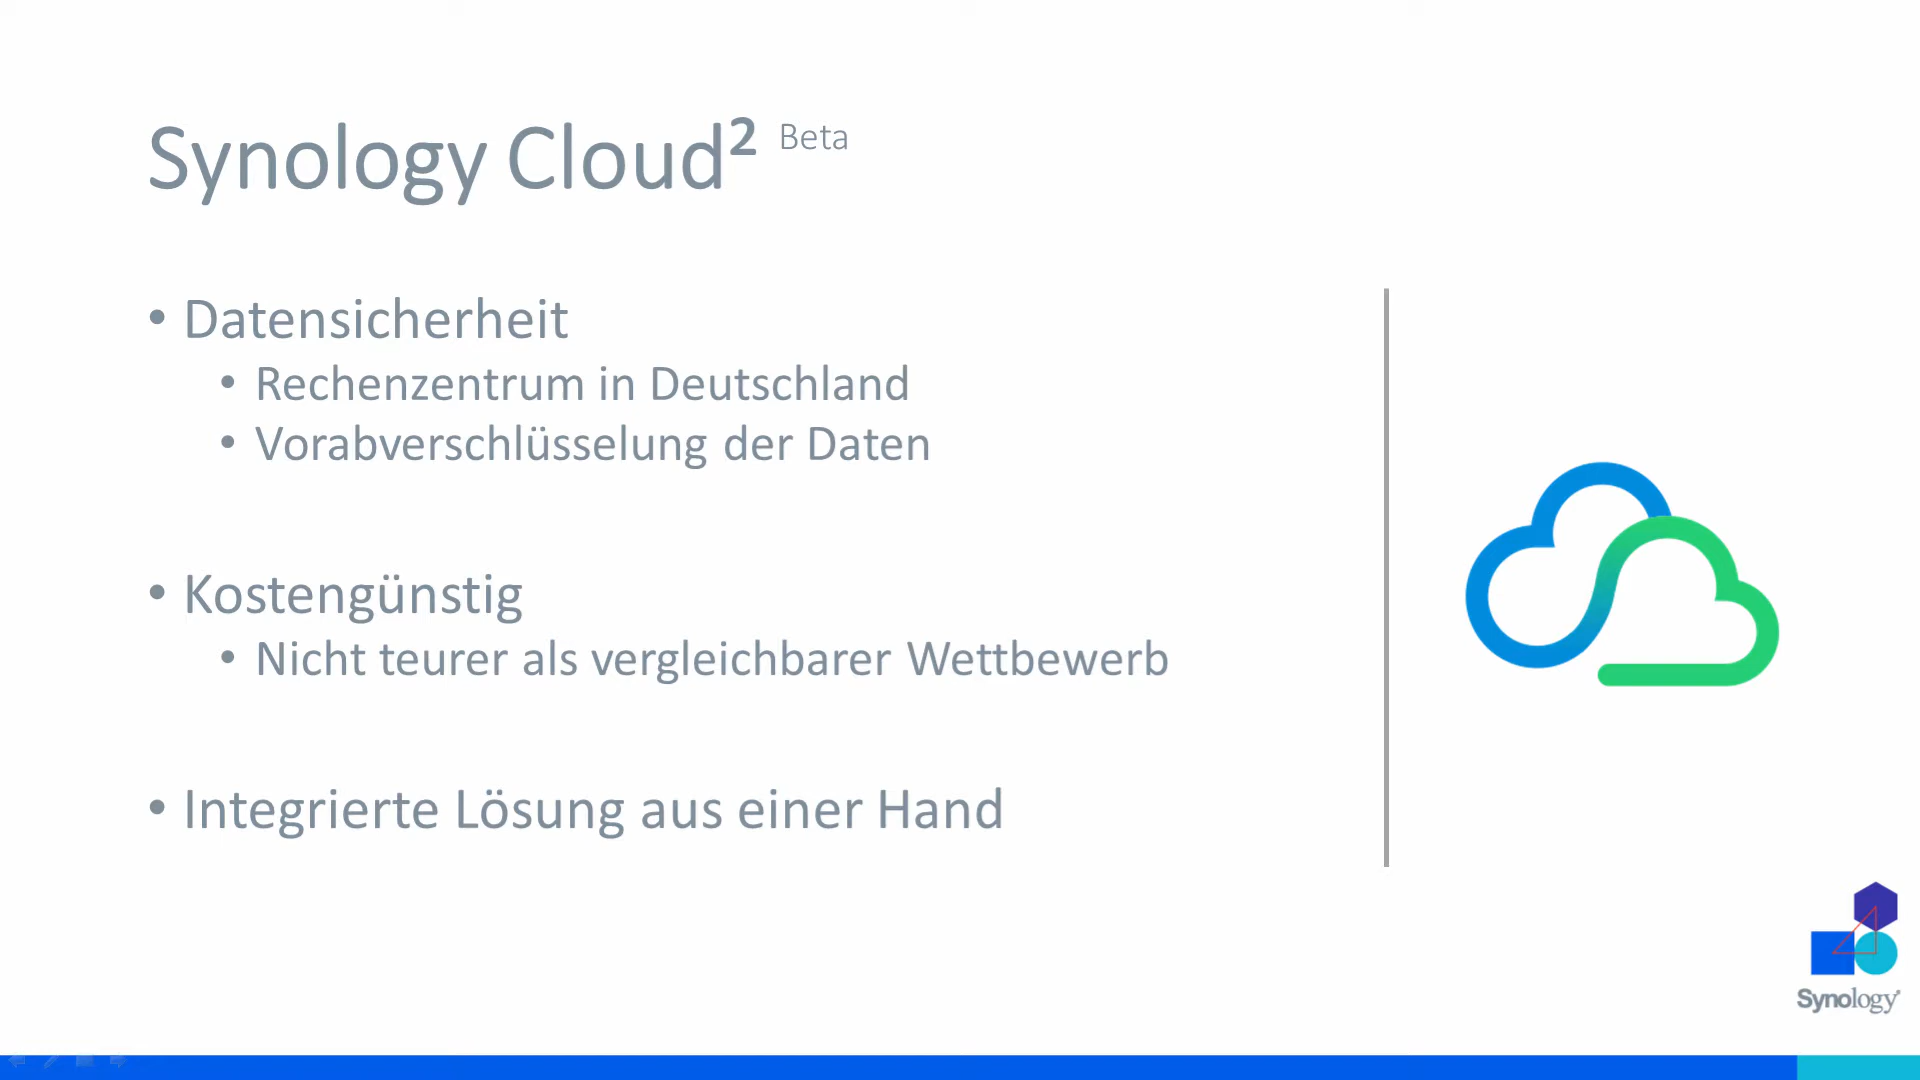 Synology Cloud² Beta
• Datensicherheit
• Rechenzentrum in Deutschland
• Vorabverschlüsselung der Daten
• Kostengünstig
• Nicht teurer als vergleichbarer Wettbewerb
• Integrierte Lösung aus einer Hand
Synology